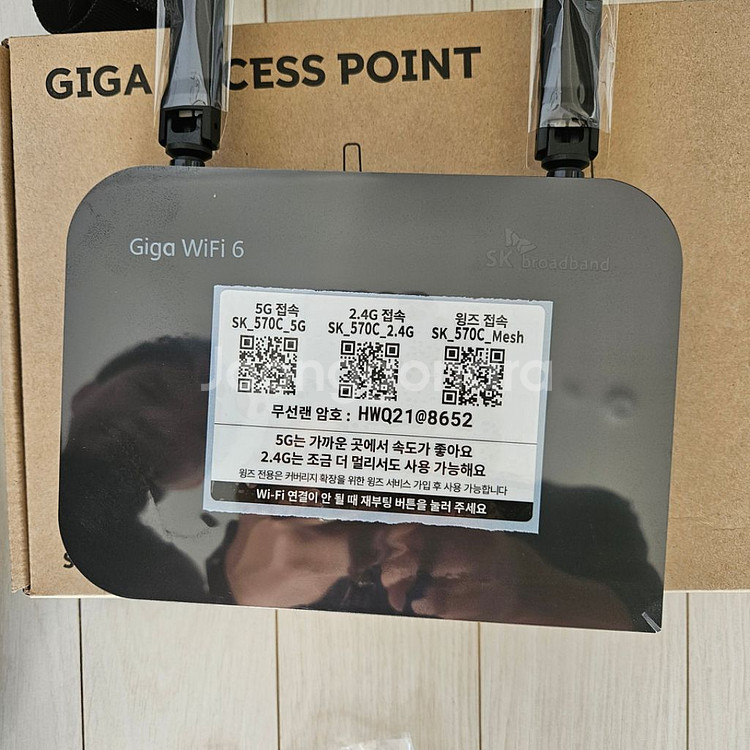 GIGA ACCESS POINT
Giga WiFi 6
SK broadband
5G 접속
SK_570C_5G
2.4G 접속
SK_570C_2.4G
윙즈 접속
SK_570C_Mesh
무선랜 암호 : HWQ21@8652
5G는 가까운 곳에서 속도가 좋아요
2.4G는 조금 더 멀리서도 사용 가능해요
윙즈 전용은 커버리지 확장을 위한 윙즈 서비스 가입 후 사용 가능합니다
Wi-Fi 연결이 안 될 때 재부팅 버튼을 눌러 주세요